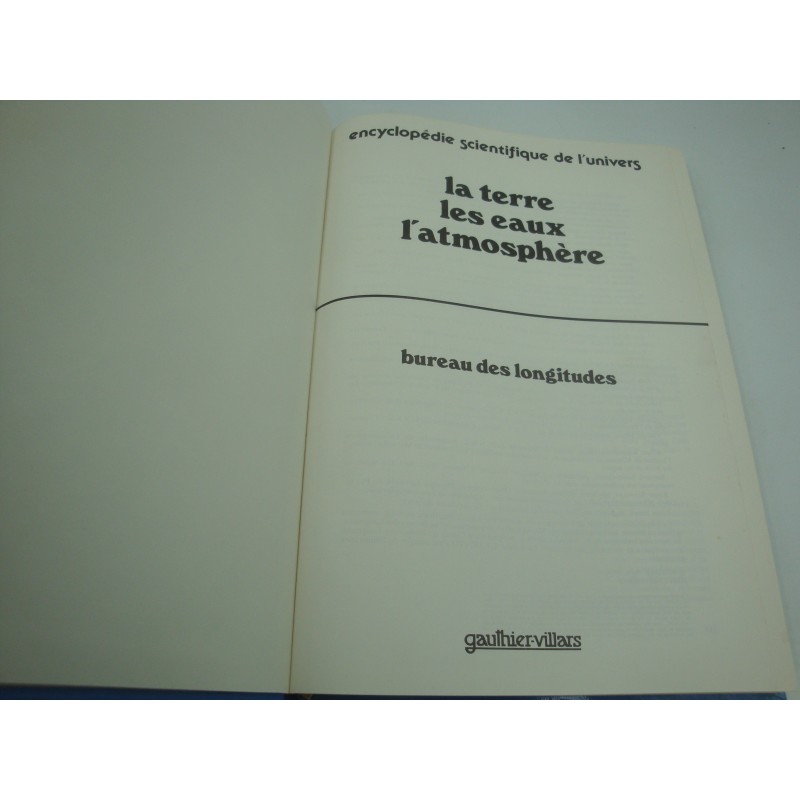 encyclopédie scientifique de l'univers
la terre
les eaux
l'atmosphère
bureau des longitudes
gauthier-villars